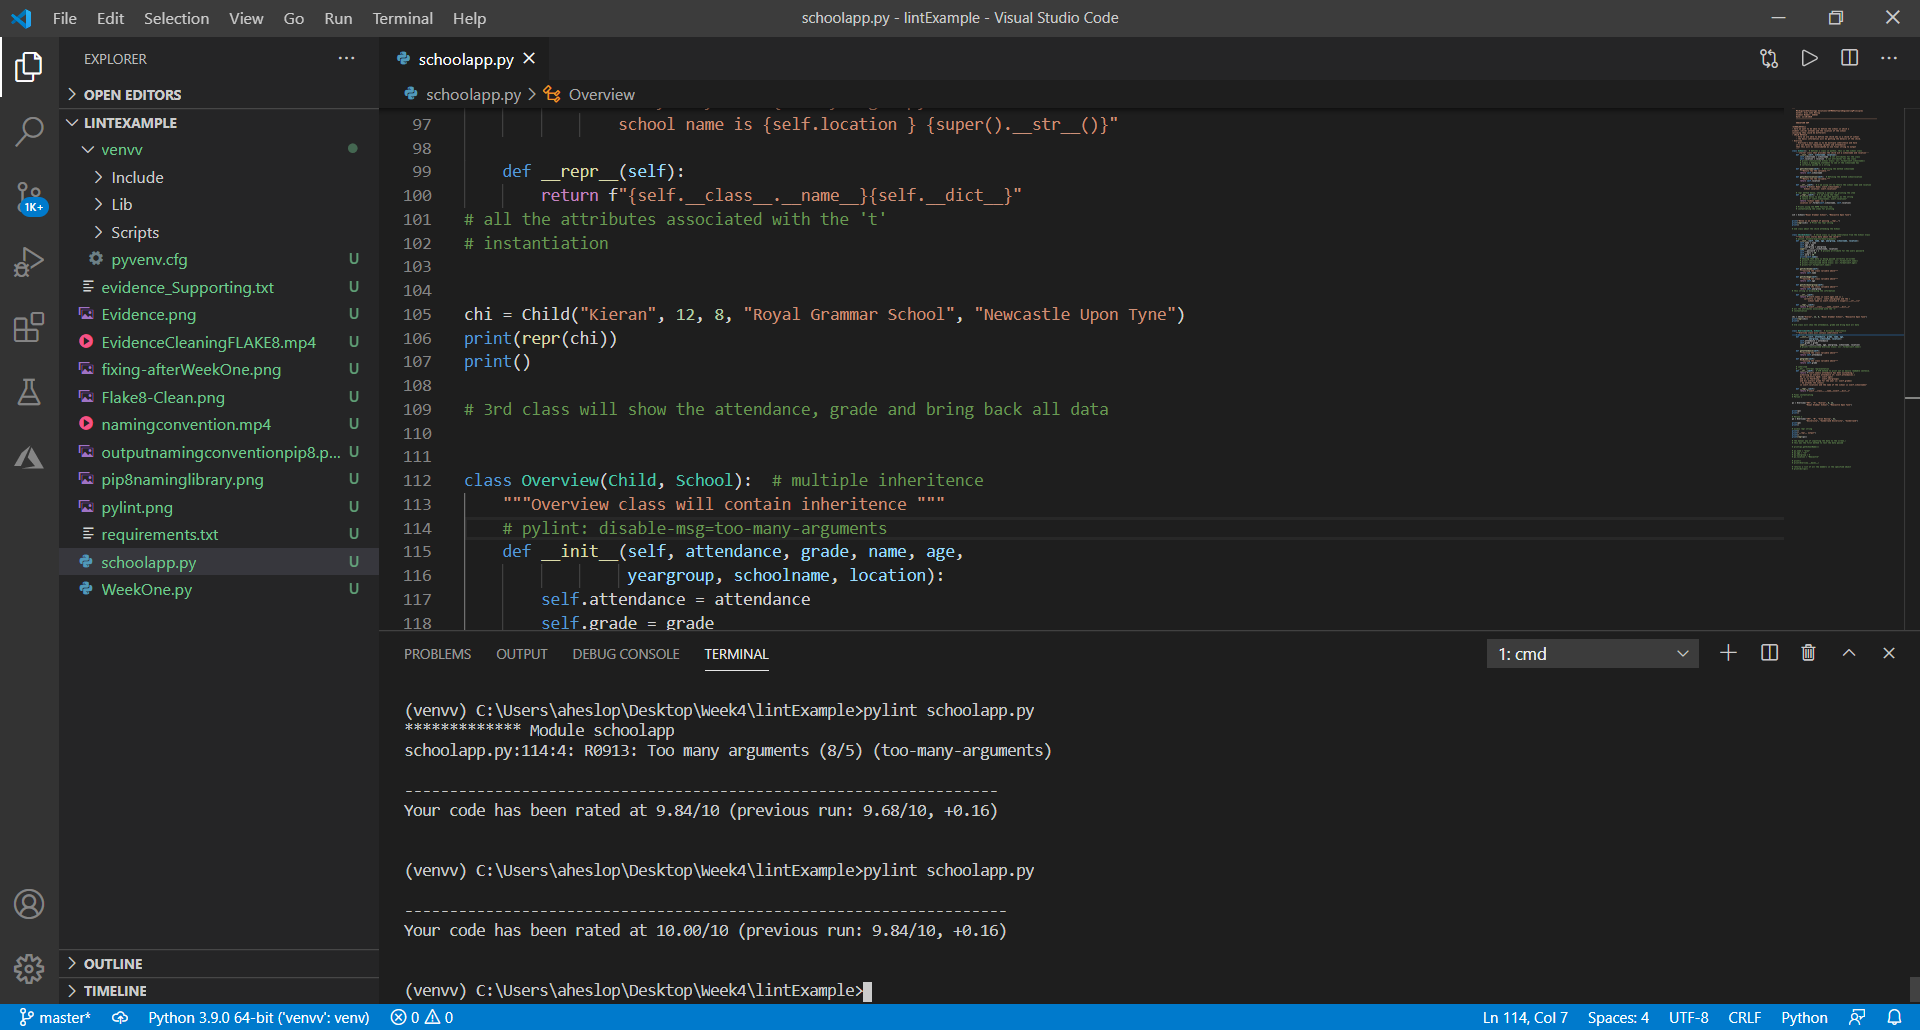 File Edit Selection View Go Run Terminal Help
schoolapp.py - lintExample - Visual Studio Code
EXPLORER
OPEN EDITORS
LINTEXAMPLE
venvv
Include
Lib
Scripts
pyvenv.cfg U
evidence_Supporting.txt U
Evidence.png U
EvidenceCleaningFLAKE8.mp4 U
fixing-afterWeekOne.png U
Flake8-Clean.png U
namingconvention.mp4 U
outputnamingconventionpip8.p... U
pip8naminglibrary.png U
pylint.png U
requirements.txt U
schoolapp.py U
WeekOne.py U
OUTLINE
TIMELINE
1K+
schoolapp.py
schoolapp.py > Overview
97 school name is {self.location } {super().__str__()}"
98
99 def __repr__(self):
100 return f"{self.__class__.__name__}{self.__dict__}"
101 # all the attributes associated with the 't'
102 # instantiation
103
104
105 chi = Child("Kieran", 12, 8, "Royal Grammar School", "Newcastle Upon Tyne")
106 print(repr(chi))
107 print()
108
109 # 3rd class will show the attendance, grade and bring back all data
110
111
112 class Overview(Child, School):  # multiple inheritence
113 """Overview class will contain inheritence """
114 # pylint: disable-msg=too-many-arguments
115 def __init__(self, attendance, grade, name, age,
116 yeargroup, schoolname, location):
117 self.attendance = attendance
118 self.grade = grade
PROBLEMS OUTPUT DEBUG CONSOLE TERMINAL
1: cmd
(venvv) C:\Users\aheslop\Desktop\Week4\lintExample>pylint schoolapp.py
************* Module schoolapp
schoolapp.py:114:4: R0913: Too many arguments (8/5) (too-many-arguments)
------------------------------------------------------------------
Your code has been rated at 9.84/10 (previous run: 9.68/10, +0.16)
(venvv) C:\Users\aheslop\Desktop\Week4\lintExample>pylint schoolapp.py
-------------------------------------------------------------------
Your code has been rated at 10.00/10 (previous run: 9.84/10, +0.16)
(venvv) C:\Users\aheslop\Desktop\Week4\lintExample>
master* Python 3.9.0 64-bit ('venvv': venv) 0 0
Ln 114, Col 7 Spaces: 4 UTF-8 CRLF Python